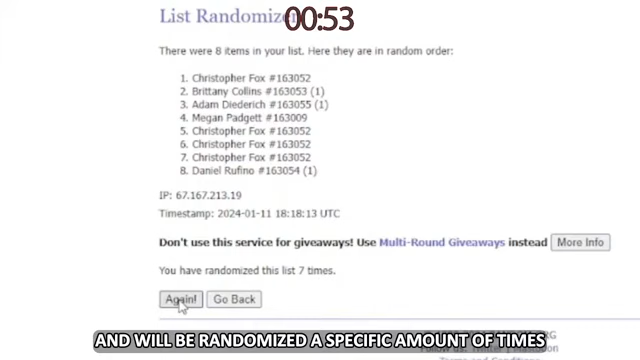 List Randomizer
00:53
There were 8 items in your list. Here they are in random order:
1. Christopher Fox #163052
2. Brittany Collins #163053 (1)
3. Adam Diederich #163055 (1)
4. Megan Padgett #163009
5. Christopher Fox #163052
6. Christopher Fox #163052
7. Christopher Fox #163052
8. Daniel Rufino #163054 (1)
IP: 67.167.213.19
Timestamp: 2024-01-11 18:18:13 UTC
Don't use this service for giveaways! Use Multi-Round Giveaways instead More Info
You have randomized this list 7 times.
Again! Go Back
AND WILL BE RANDOMIZED A SPECIFIC AMOUNT OF TIMES
Terms and Conditions